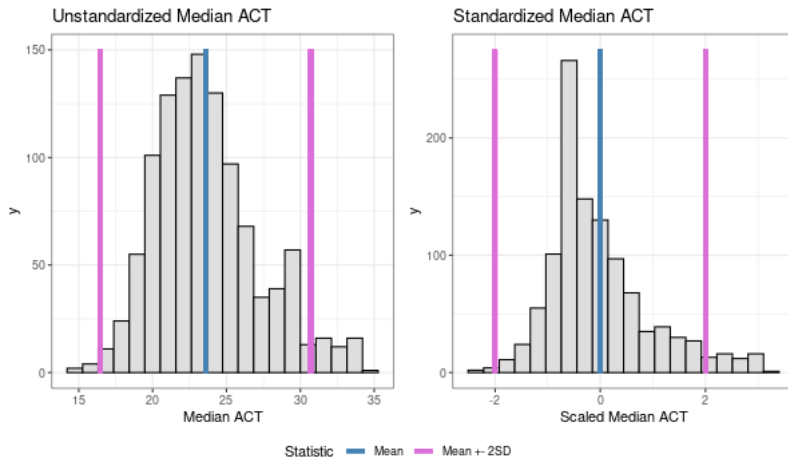 Unstandardized Median ACT
150
100
50
0
y
15 20 25 30 35
Median ACT
Standardized Median ACT
200
100
0
y
-2 0 2
Scaled Median ACT
Statistic Mean Mean +- 2SD